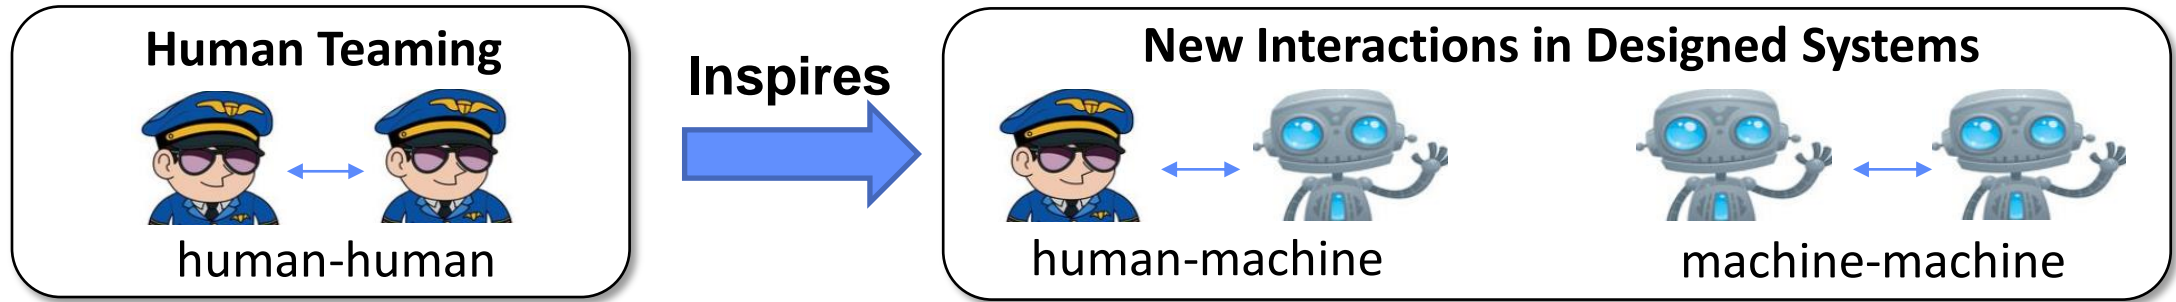 Human Teaming
human-human
Inspires
New Interactions in Designed Systems
human-machine
machine-machine